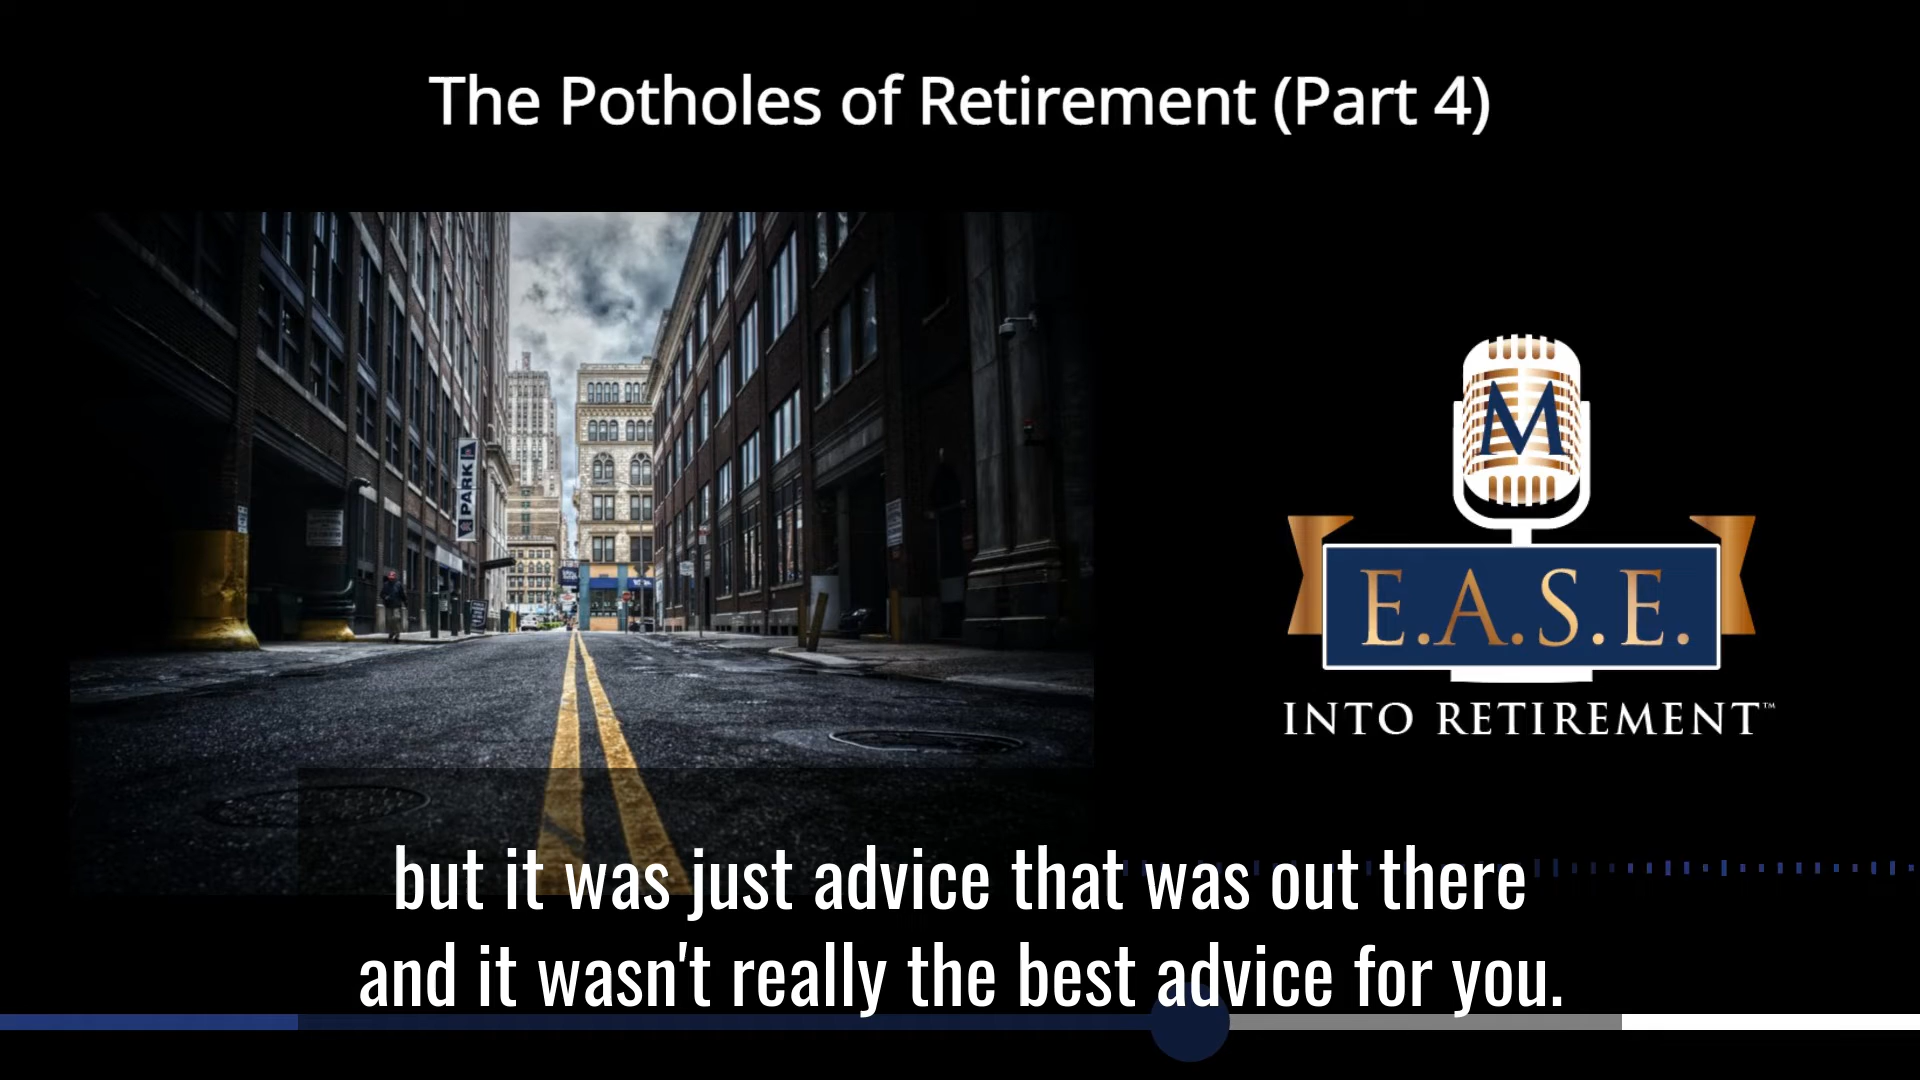 The Potholes of Retirement (Part 4)
PARK
M
E.A.S.E.
INTO RETIREMENT™
but it was just advice that was out there
and it wasn't really the best advice for you.